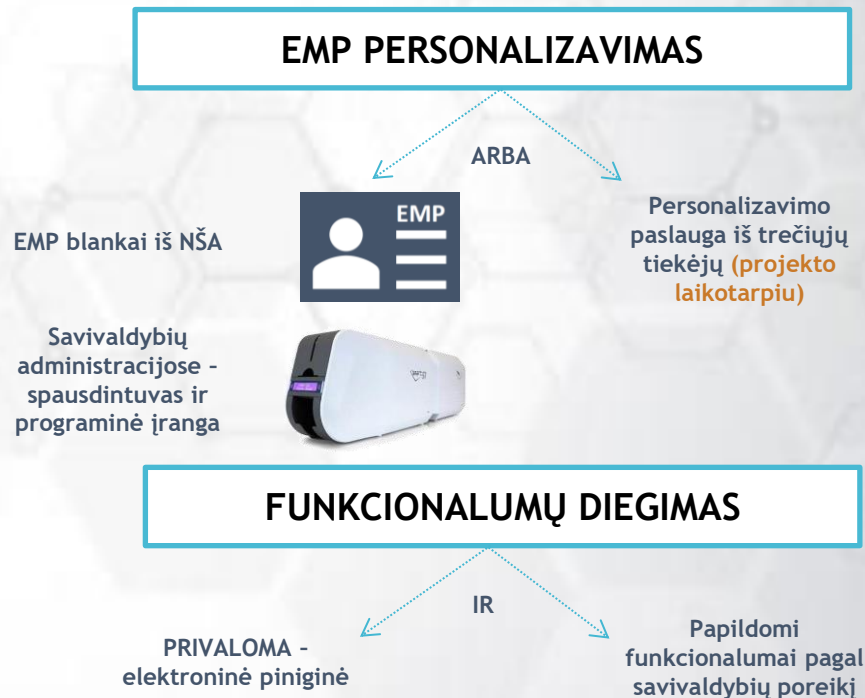 EMP PERSONALIZAVIMAS
ARBA
EMP blankai iš NŠA
EMP
Personalizavimo
paslauga iš trečiųjų
tiekėjų (projekto
laikotarpiu)
Savivaldybių
administracijose –
spausdintuvas ir
programinė įranga
FUNKCIONALUMŲ DIEGIMAS
IR
PRIVALOMA –
elektroninė piniginė
Papildomi
funkcionalumai pagal
savivaldybių poreikį